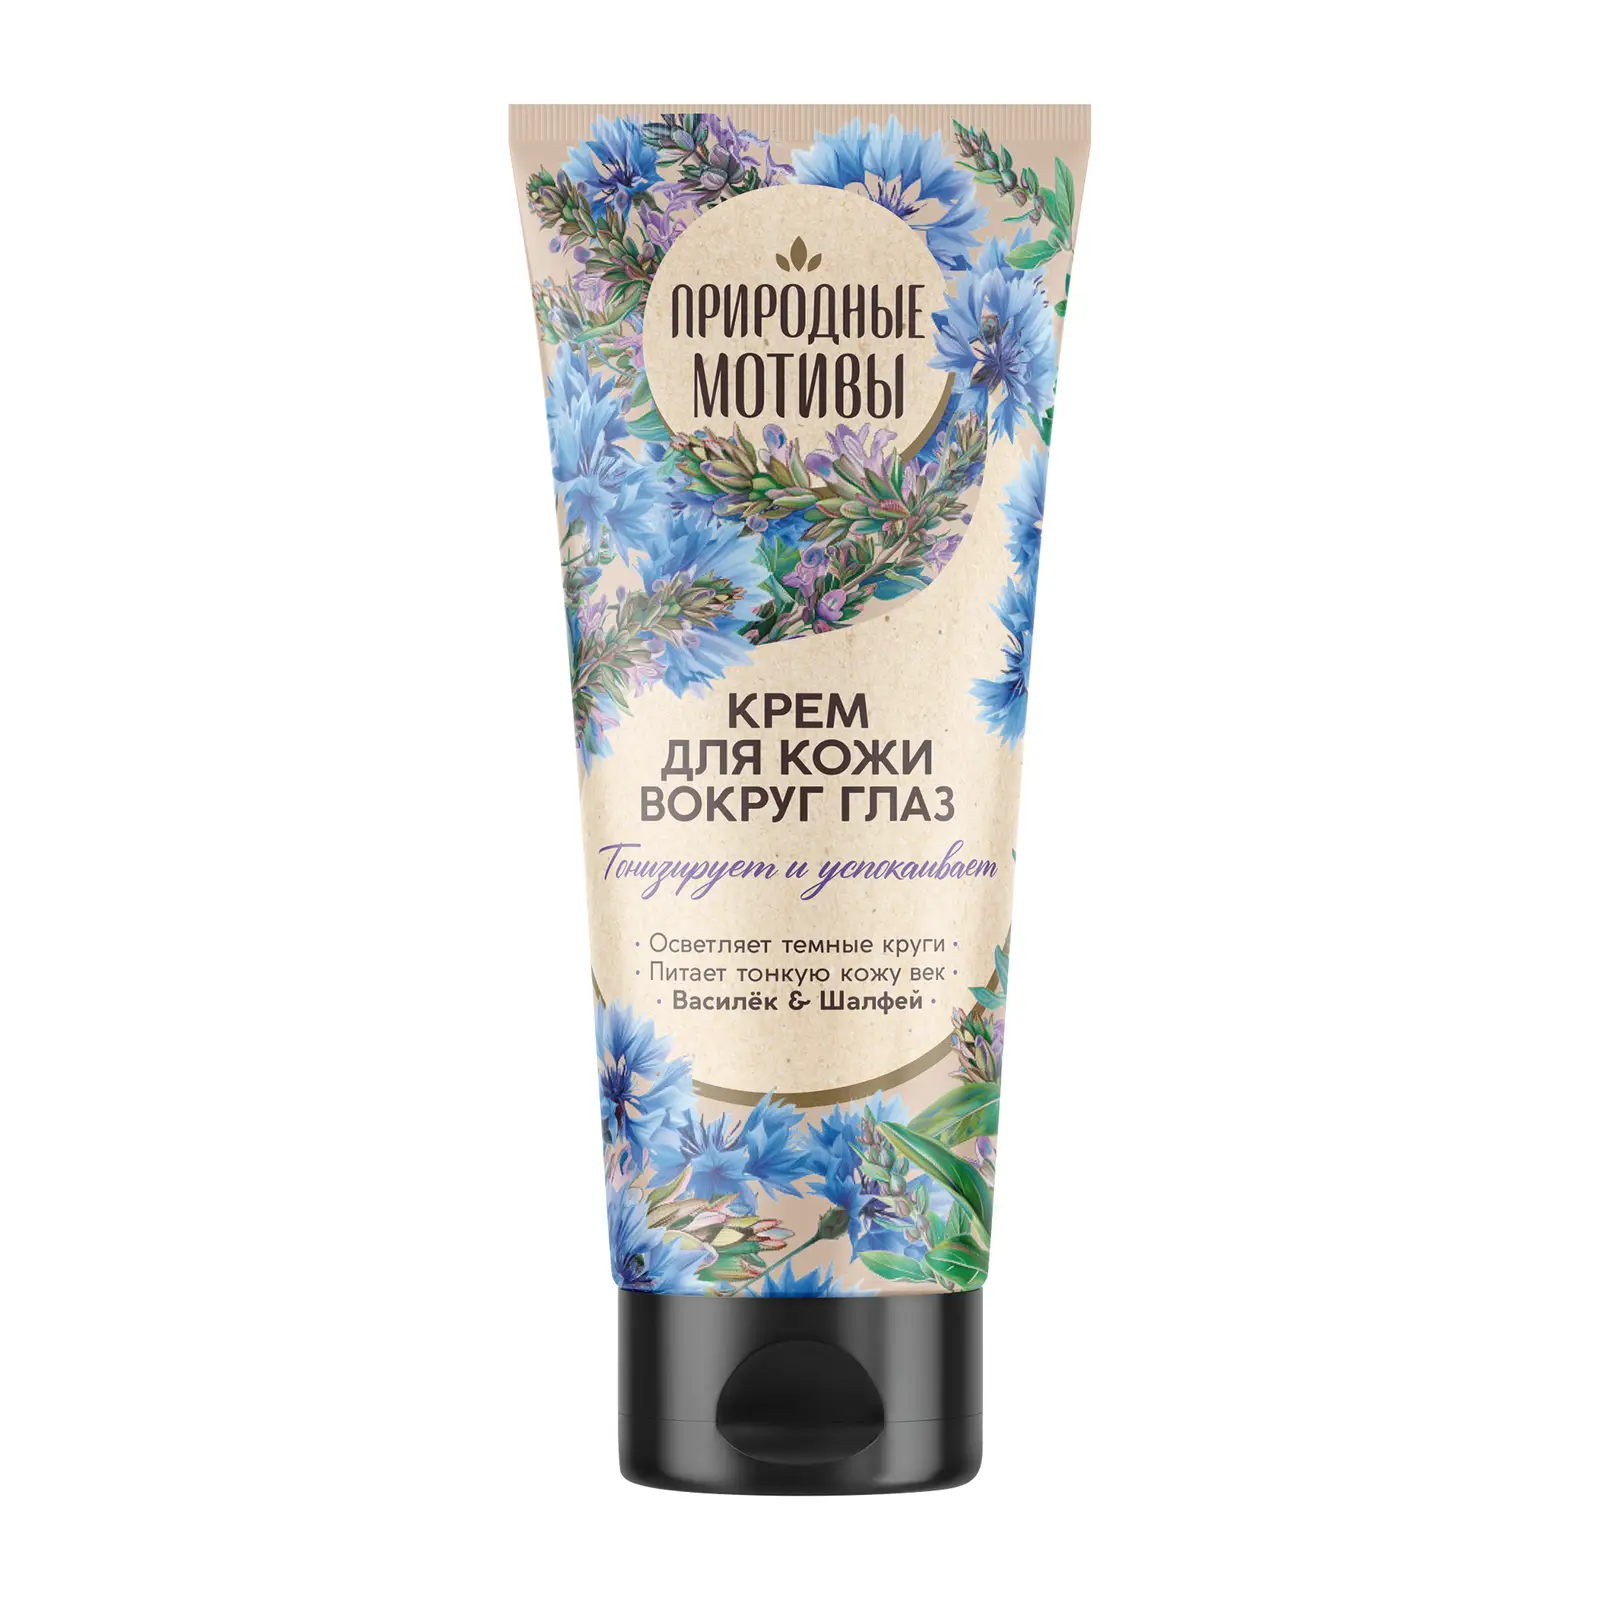 ПРИРОДНЫЕ
МОТИВЫ
КРЕМ
ДЛЯ КОЖИ
ВОКРУГ ГЛАЗ
Тонизирует и успокаивает
• Осветляет темные круги •
• Питает тонкую кожу век •
• Василёк & Шалфей •